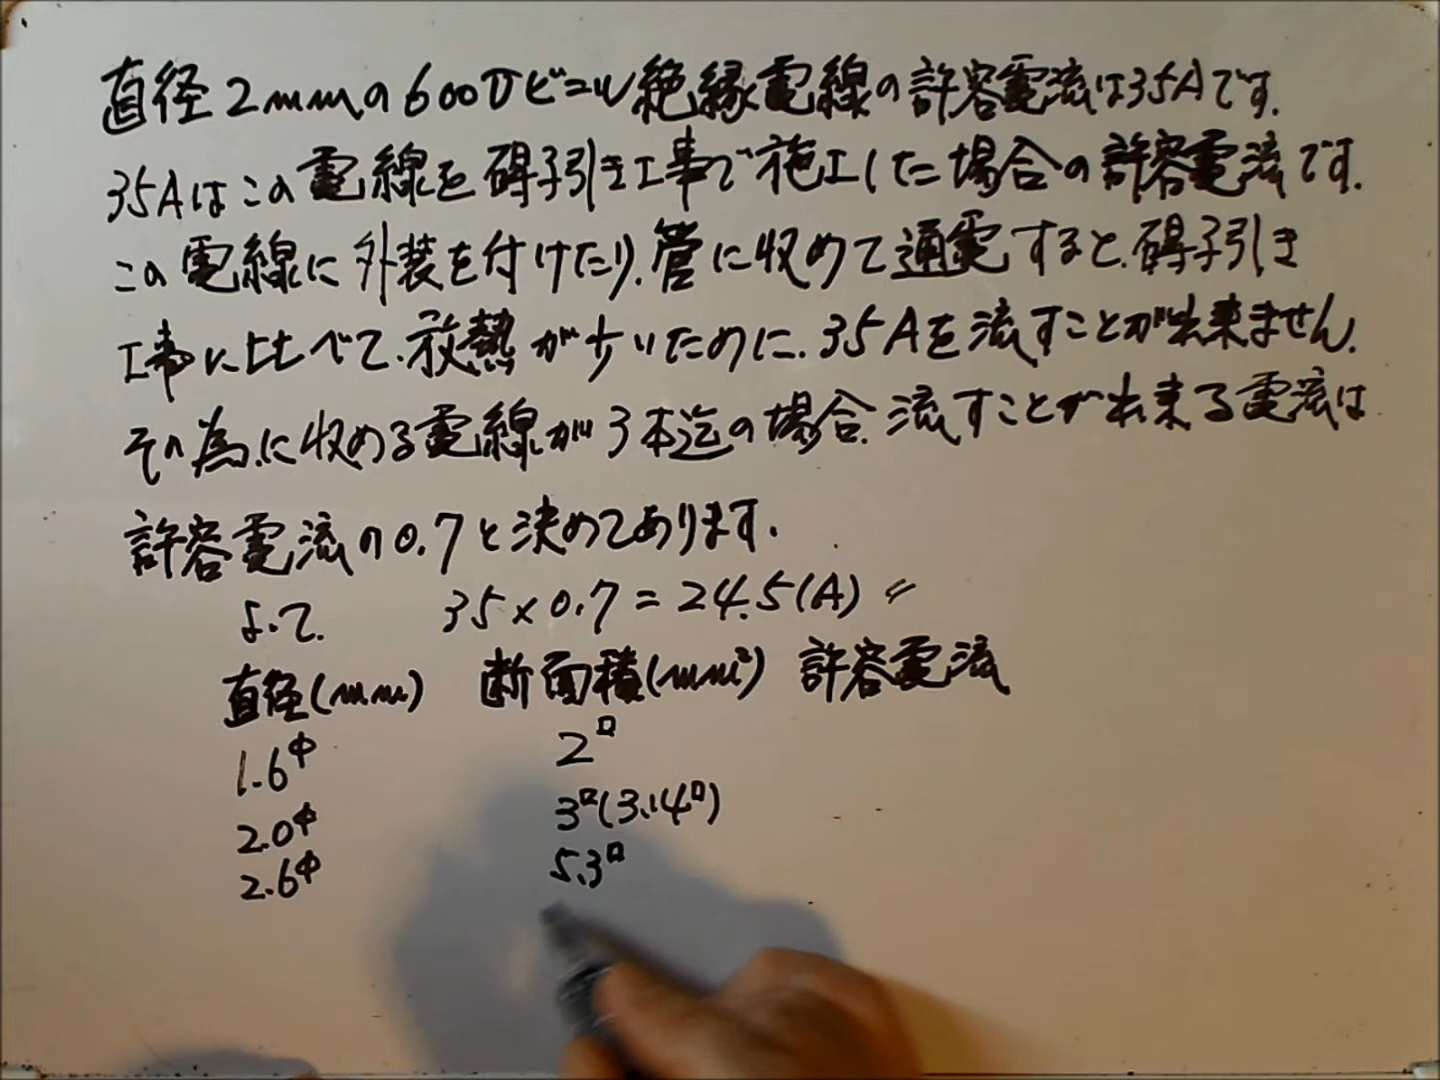 直径2mmの600Vビニル絶縁電線の許容電流は35Aです.
35Aはこの電線を碍子引き工事で施工した場合の許容電流です.
この電線に外装を付けたり.管に収めて通電すると.碍子引き
工事に比べて.放熱が少いために.35Aを流すことが出来ません.
その為.に収める電線が3本迄の場合.流すことが出来る電流は
許容電流の0.7と決めてあります.
よって. 35×0.7=24.5(A)〃
直径(mm) 断面積(mm²) 許容電流
1.6φ 2□
2.0φ 3□(3.14□)
2.6φ 5.3□